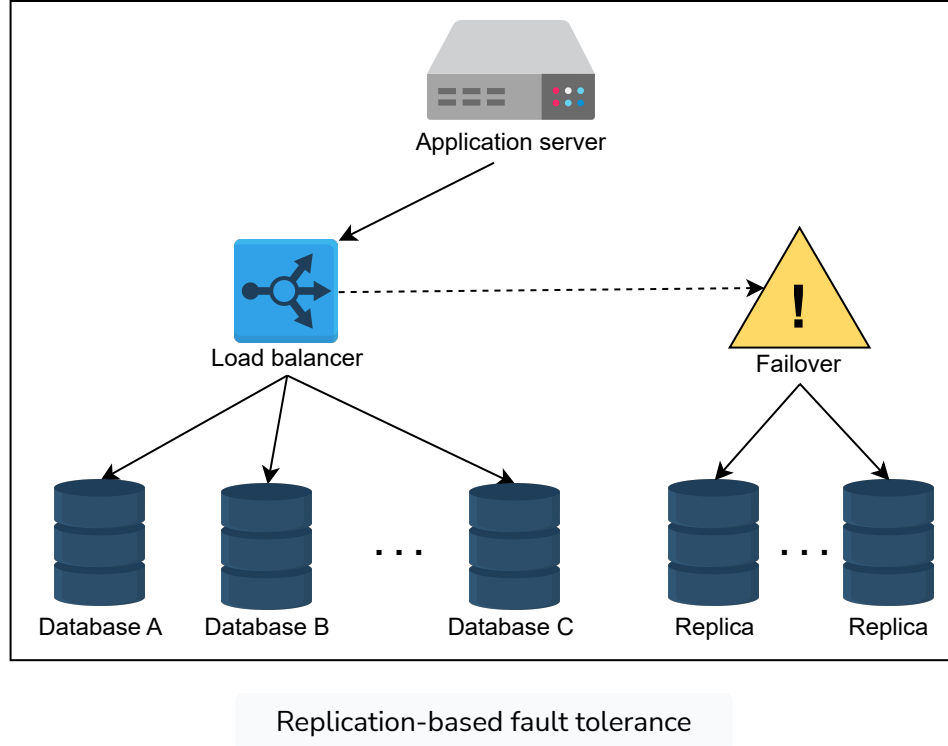 Application server
Load balancer
!
Failover
. . .
. . .
Database A
Database B
Database C
Replica
Replica
Replication-based fault tolerance